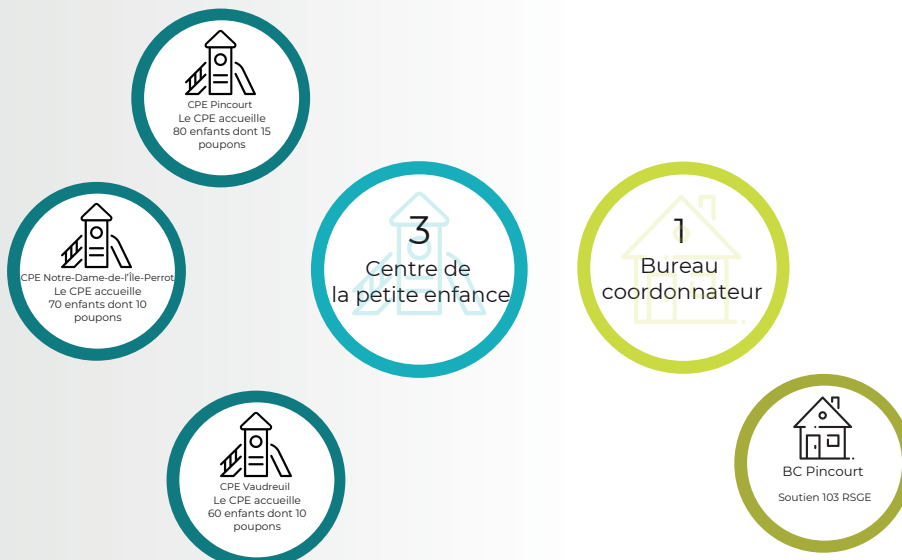 CPE Pincourt
Le CPE accueille
80 enfants dont 15
poupons
CPE Notre-Dame-de-l'Île-Perrot
Le CPE accueille
70 enfants dont 10
poupons
CPE Vaudreuil
Le CPE accueille
60 enfants dont 10
poupons
3
Centre de
la petite enfance
1
Bureau
coordonnateur
BC Pincourt
Soutien 103 RSGE